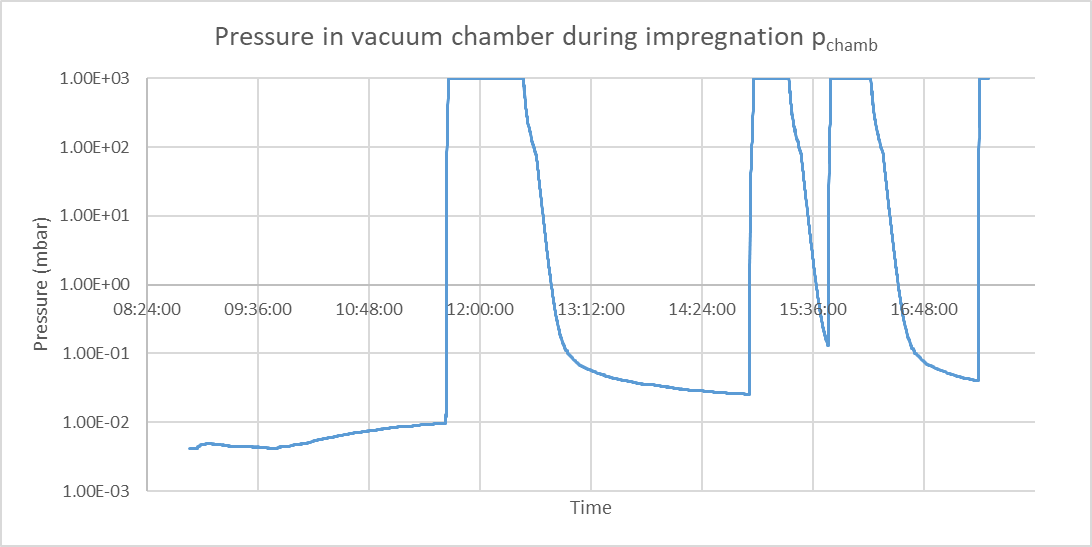 Pressure in vacuum chamber during impregnation pchamb
1.00E+03
1.00E+02
1.00E+01
1.00E+00
1.00E-01
1.00E-02
1.00E-03
Pressure (mbar)
08:24:00 09:36:00 10:48:00 12:00:00 13:12:00 14:24:00 15:36:00 16:48:00
Time